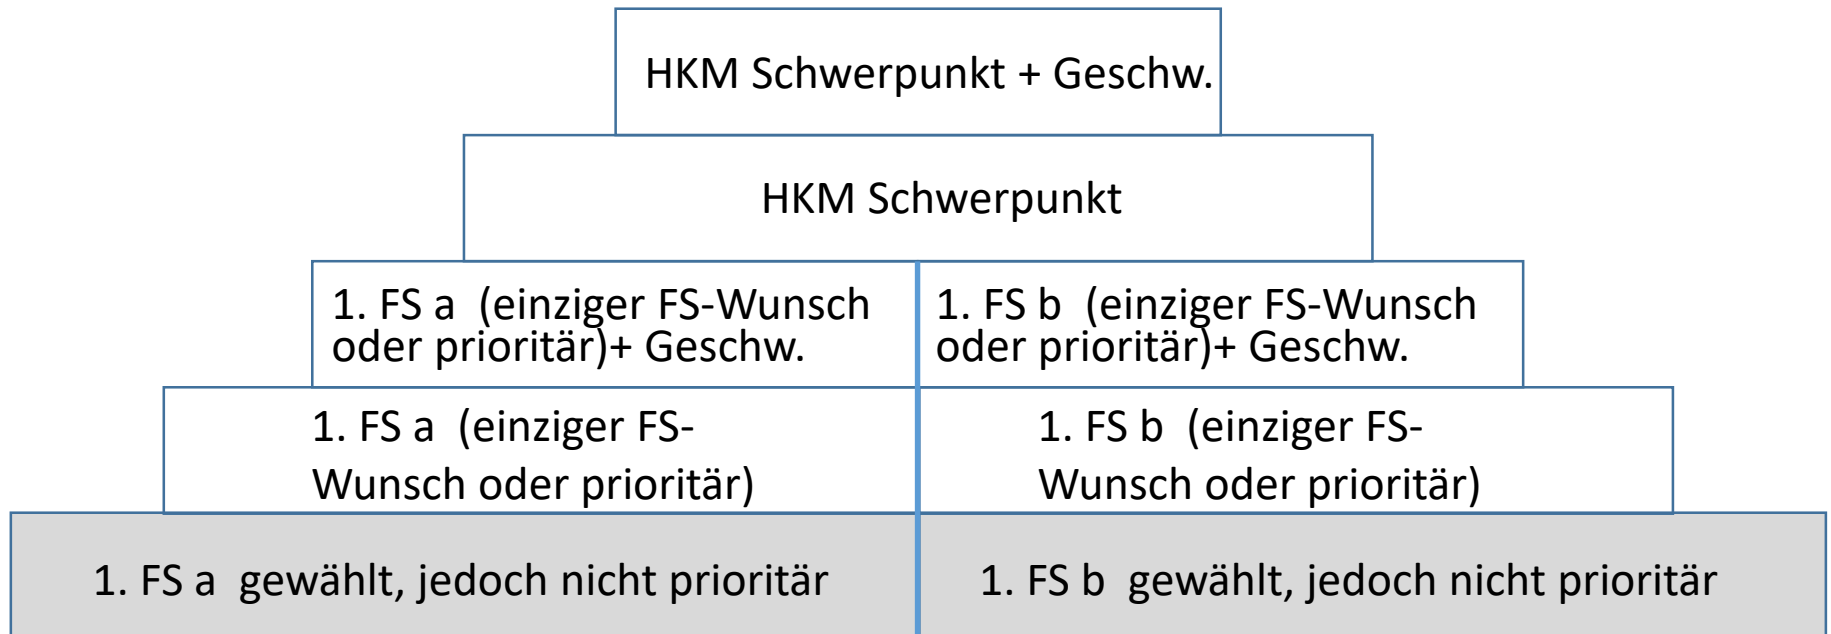 HKM Schwerpunkt + Geschw.
HKM Schwerpunkt
1. FS a (einziger FS-Wunsch
oder prioritär)+ Geschw.
1. FS b (einziger FS-Wunsch
oder prioritär)+ Geschw.
1. FS a (einziger FS-
Wunsch oder prioritär)
1. FS b (einziger FS-
Wunsch oder prioritär)
1. FS a gewählt, jedoch nicht prioritär
1. FS b gewählt, jedoch nicht prioritär